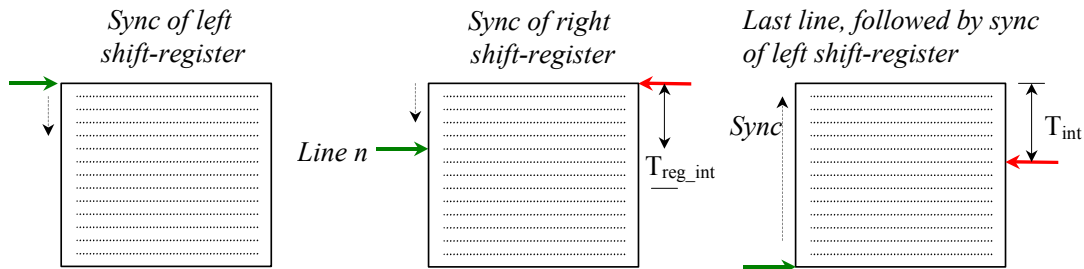 Sync of left
shift-register
Sync of right
shift-register
Last line, followed by sync
of left shift-register
Line n
T_reg_int
Sync
T_int